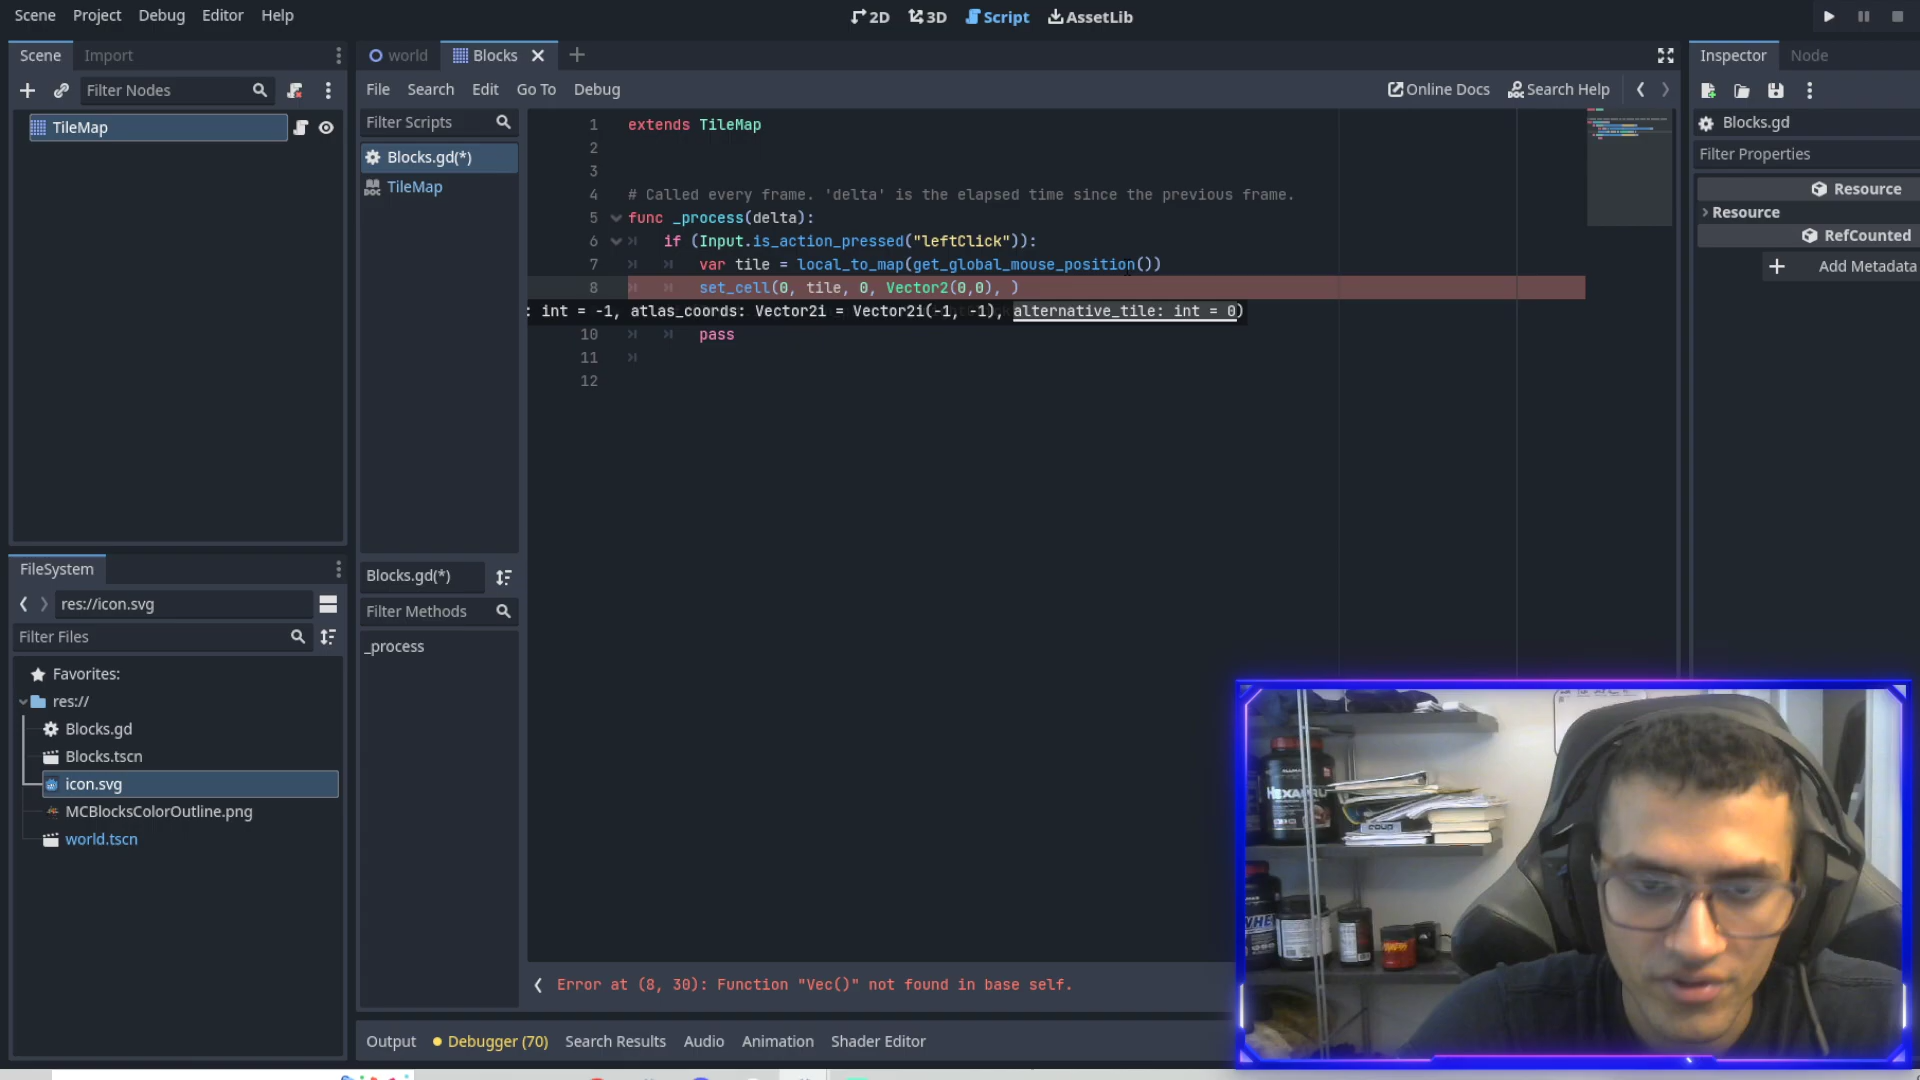 Scene Project Debug Editor Help
2D 3D Script AssetLib
Scene Import
Filter Nodes
TileMap
world Blocks
File Search Edit Go To Debug
Online Docs Search Help
Filter Scripts
Blocks.gd(*)
TileMap
1 extends TileMap
2
3
4 # Called every frame. 'delta' is the elapsed time since the previous frame.
5 func _process(delta):
6 if (Input.is_action_pressed("leftClick")):
7 var tile = local_to_map(get_global_mouse_position())
8 set_cell(0, tile, 0, Vector2(0,0), )
: int = -1, atlas_coords: Vector2i = Vector2i(-1, -1), alternative_tile: int = 0)
10 pass
11
12
Blocks.gd(*)
Filter Methods
_process
Error at (8, 30): Function "Vec()" not found in base self.
Output Debugger (70) Search Results Audio Animation Shader Editor
FileSystem
res://icon.svg
Filter Files
Favorites:
res://
Blocks.gd
Blocks.tscn
icon.svg
MCBlocksColorOutline.png
world.tscn
Inspector Node
Blocks.gd
Filter Properties
Resource
Resource
RefCounted
Add Metadata